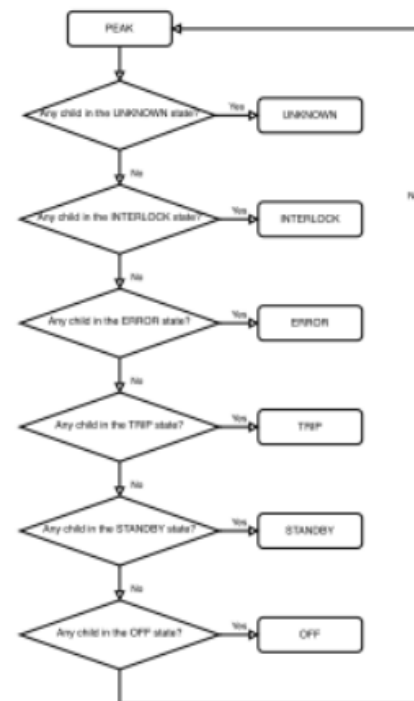 PEAK
Any child in the UNKNOWN state?
Yes
UNKNOWN
No
Any child in the INTERLOCK state?
Yes
INTERLOCK
No
Any child in the ERROR state?
Yes
ERROR
No
Any child in the TRIP state?
Yes
TRIP
No
Any child in the STANDBY state?
Yes
STANDBY
No
Any child in the OFF state?
Yes
OFF